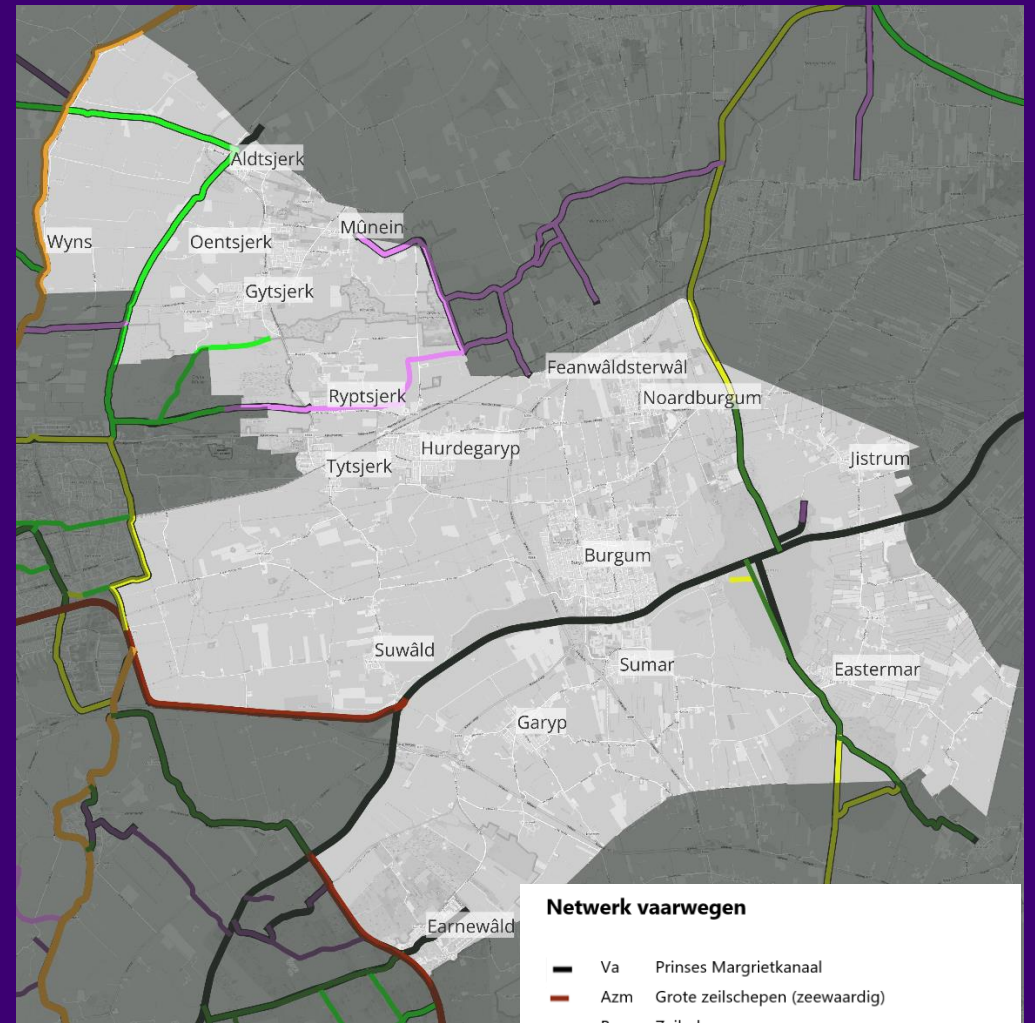 Aldtsjerk
Mûnein
Wyns
Oentsjerk
Gytsjerk
Feanwâldsterwâl
Ryptsjerk
Noardburgum
Hurdegaryp
Jistrum
Tytsjerk
Burgum
Suwâld
Sumar
Eastermar
Garyp
Earnewâld
Netwerk vaarwegen
Va Prinses Margrietkanaal
Azm Grote zeilschepen (zeewaardig)